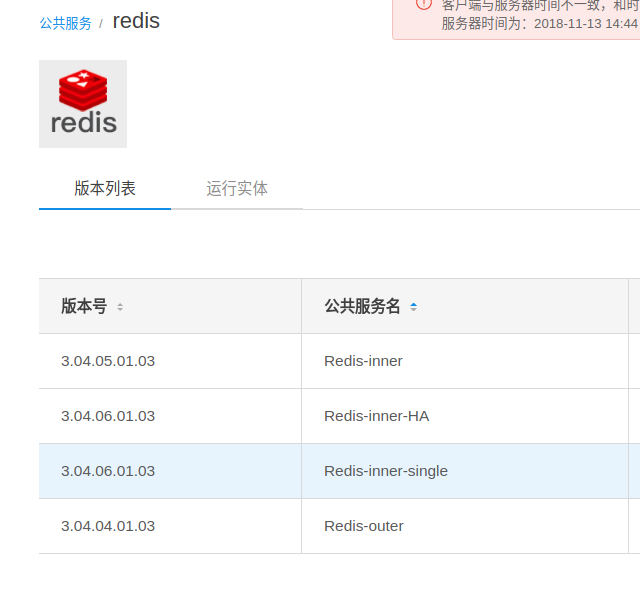 公共服务 / redis
客户端与服务器时间不一致，和时
服务器时间为：2018-11-13 14:44
redis
版本列表 运行实体
版本号 公共服务名
3.04.05.01.03 Redis-inner
3.04.06.01.03 Redis-inner-HA
3.04.06.01.03 Redis-inner-single
3.04.04.01.03 Redis-outer